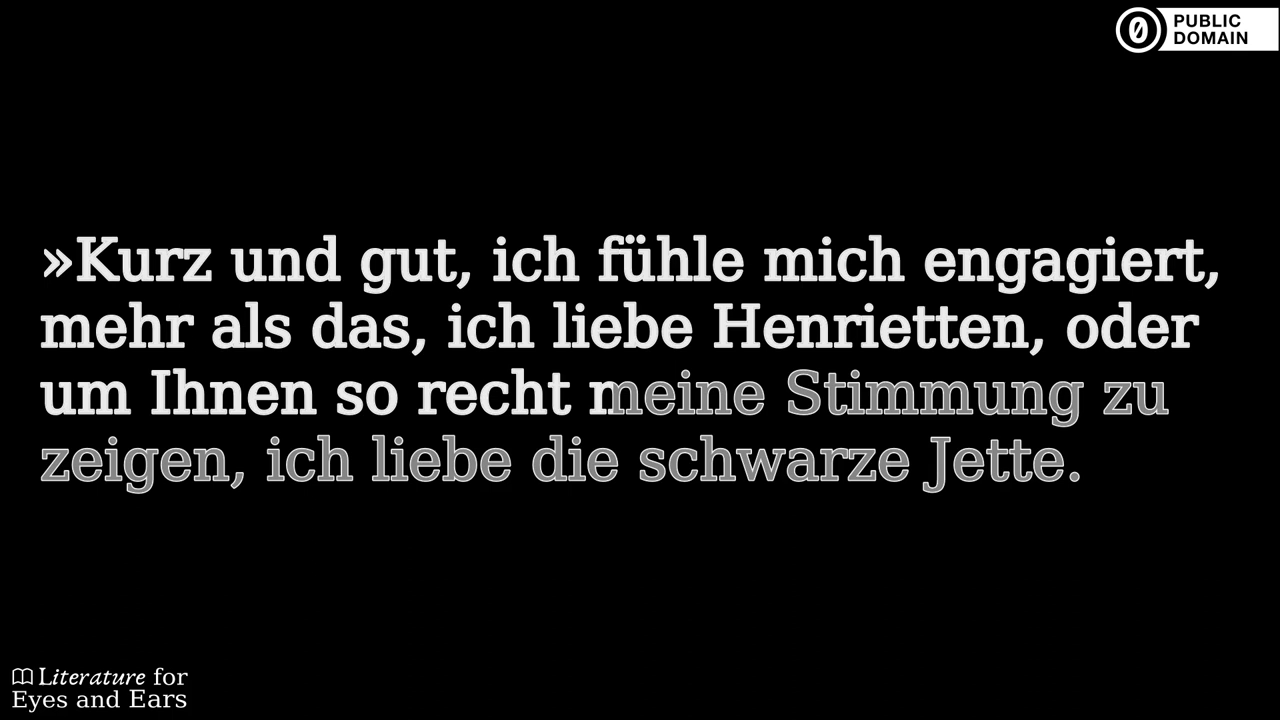 PUBLIC
DOMAIN
»Kurz und gut, ich fühle mich engagiert,
mehr als das, ich liebe Henrietten, oder
um Ihnen so recht meine Stimmung zu
zeigen, ich liebe die schwarze Jette.
Literature for
Eyes and Ears